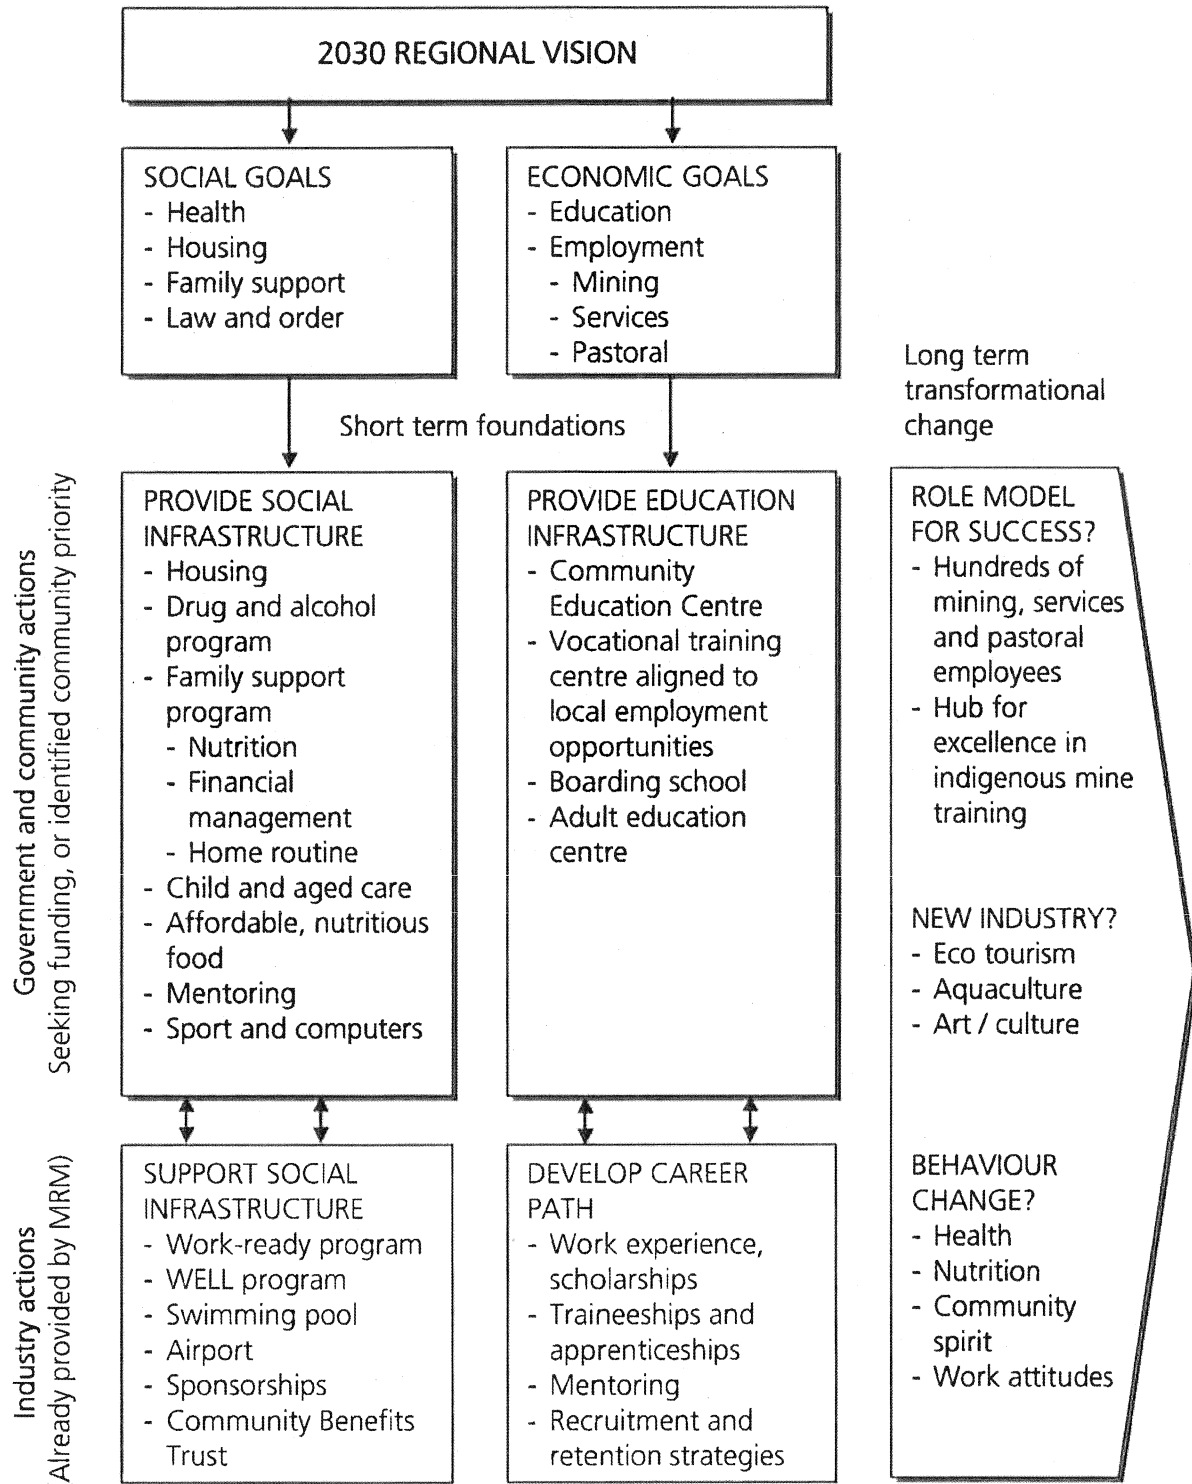 2030 REGIONAL VISION
SOCIAL GOALS
- Health
- Housing
- Family support
- Law and order
ECONOMIC GOALS
- Education
- Employment
- Mining
- Services
- Pastoral
Short term foundations
Long term
transformational
change
Government and community actions
Seeking funding, or identified community priority
PROVIDE SOCIAL
INFRASTRUCTURE
- Housing
- Drug and alcohol
program
- Family support
program
- Nutrition
- Financial
management
- Home routine
- Child and aged care
- Affordable, nutritious
food
- Mentoring
- Sport and computers
PROVIDE EDUCATION
INFRASTRUCTURE
- Community
Education Centre
- Vocational training
centre aligned to
local employment
opportunities
- Boarding school
- Adult education
centre
Industry actions
Already provided by MRM)
SUPPORT SOCIAL
INFRASTRUCTURE
- Work-ready program
- WELL program
- Swimming pool
- Airport
- Sponsorships
- Community Benefits
Trust
DEVELOP CAREER
PATH
- Work experience,
scholarships
- Traineeships and
apprenticeships
- Mentoring
- Recruitment and
retention strategies
ROLE MODEL
FOR SUCCESS?
- Hundreds of
mining, services
and pastoral
employees
- Hub for
excellence in
indigenous mine
training
NEW INDUSTRY?
- Eco tourism
- Aquaculture
- Art / culture
BEHAVIOUR
CHANGE?
- Health
- Nutrition
- Community
spirit
- Work attitudes